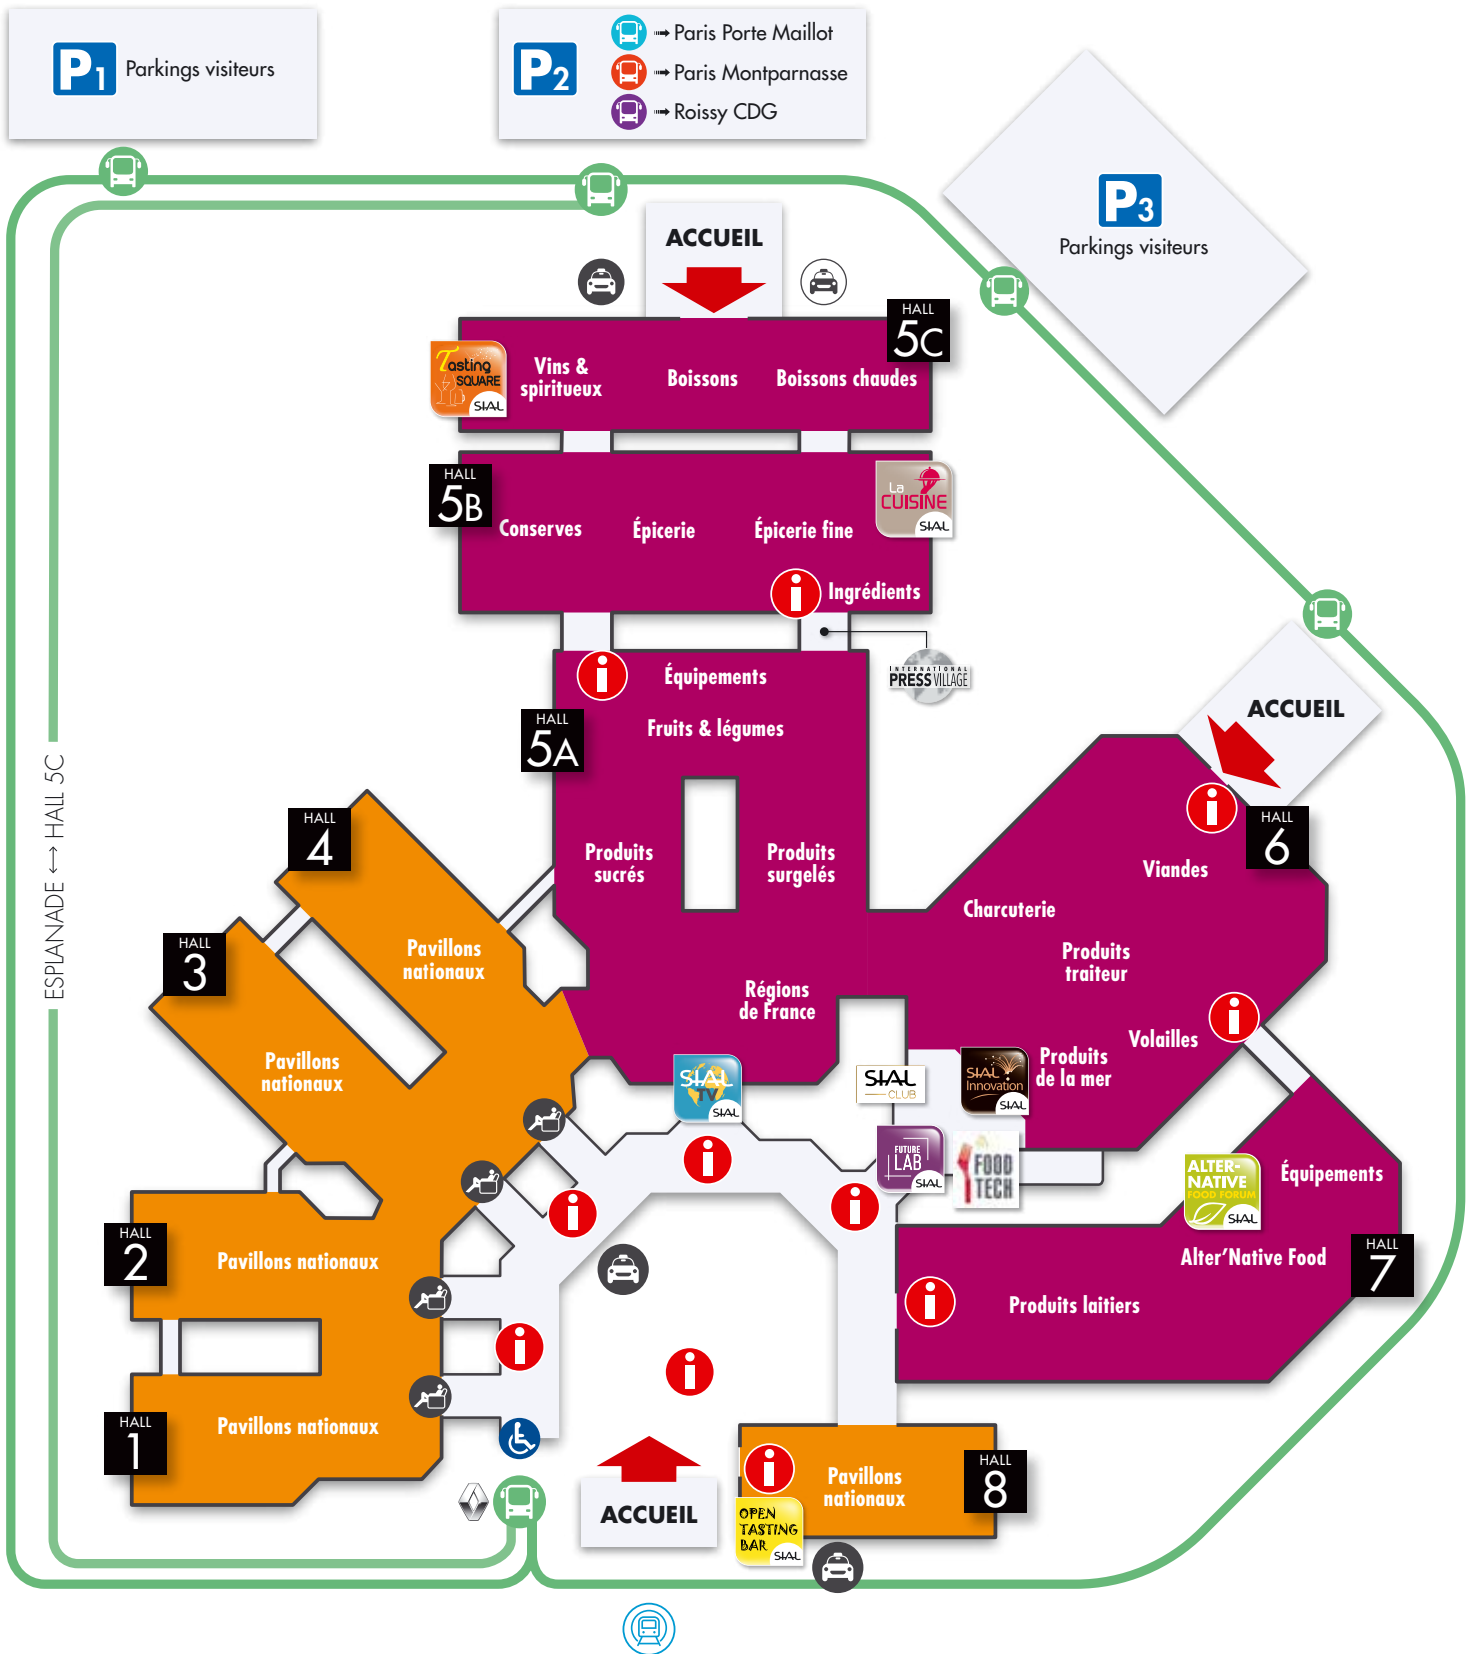 P1 Parkings visiteurs
P2
Paris Porte Maillot
Paris Montparnasse
Roissy CDG
P3
Parkings visiteurs
ACCUEIL
HALL
5C
Tasting
SQUARE
SIAL
Vins &
spiritueux
Boissons
Boissons chaudes
HALL
5B
Conserves
Épicerie
Épicerie fine
La
CUISINE
SIAL
i
Ingrédients
INTERNATIONAL
PRESS VILLAGE
i
Équipements
HALL
5A
Fruits & légumes
Produits
sucrés
Produits
surgelés
Régions
de France
ACCUEIL
i
HALL
6
Viandes
Charcuterie
Produits
traiteur
i
Volailles
Produits
de la mer
ESPLANADE ↔ HALL 5C
HALL
4
Pavillons
nationaux
HALL
3
Pavillons
nationaux
SIAL
TV
SIAL
SIAL
CLUB
SIAL
Innovation
SIAL
FUTURE
LAB
SIAL
FOOD
TECH
ALTER-
NATIVE
FOOD FORUM
SIAL
Équipements
Alter'Native Food
HALL
7
i
Produits laitiers
i
i
i
HALL
2
Pavillons nationaux
i
i
HALL
1
Pavillons nationaux
ACCUEIL
i
Pavillons
nationaux
HALL
8
OPEN
TASTING
BAR
SIAL